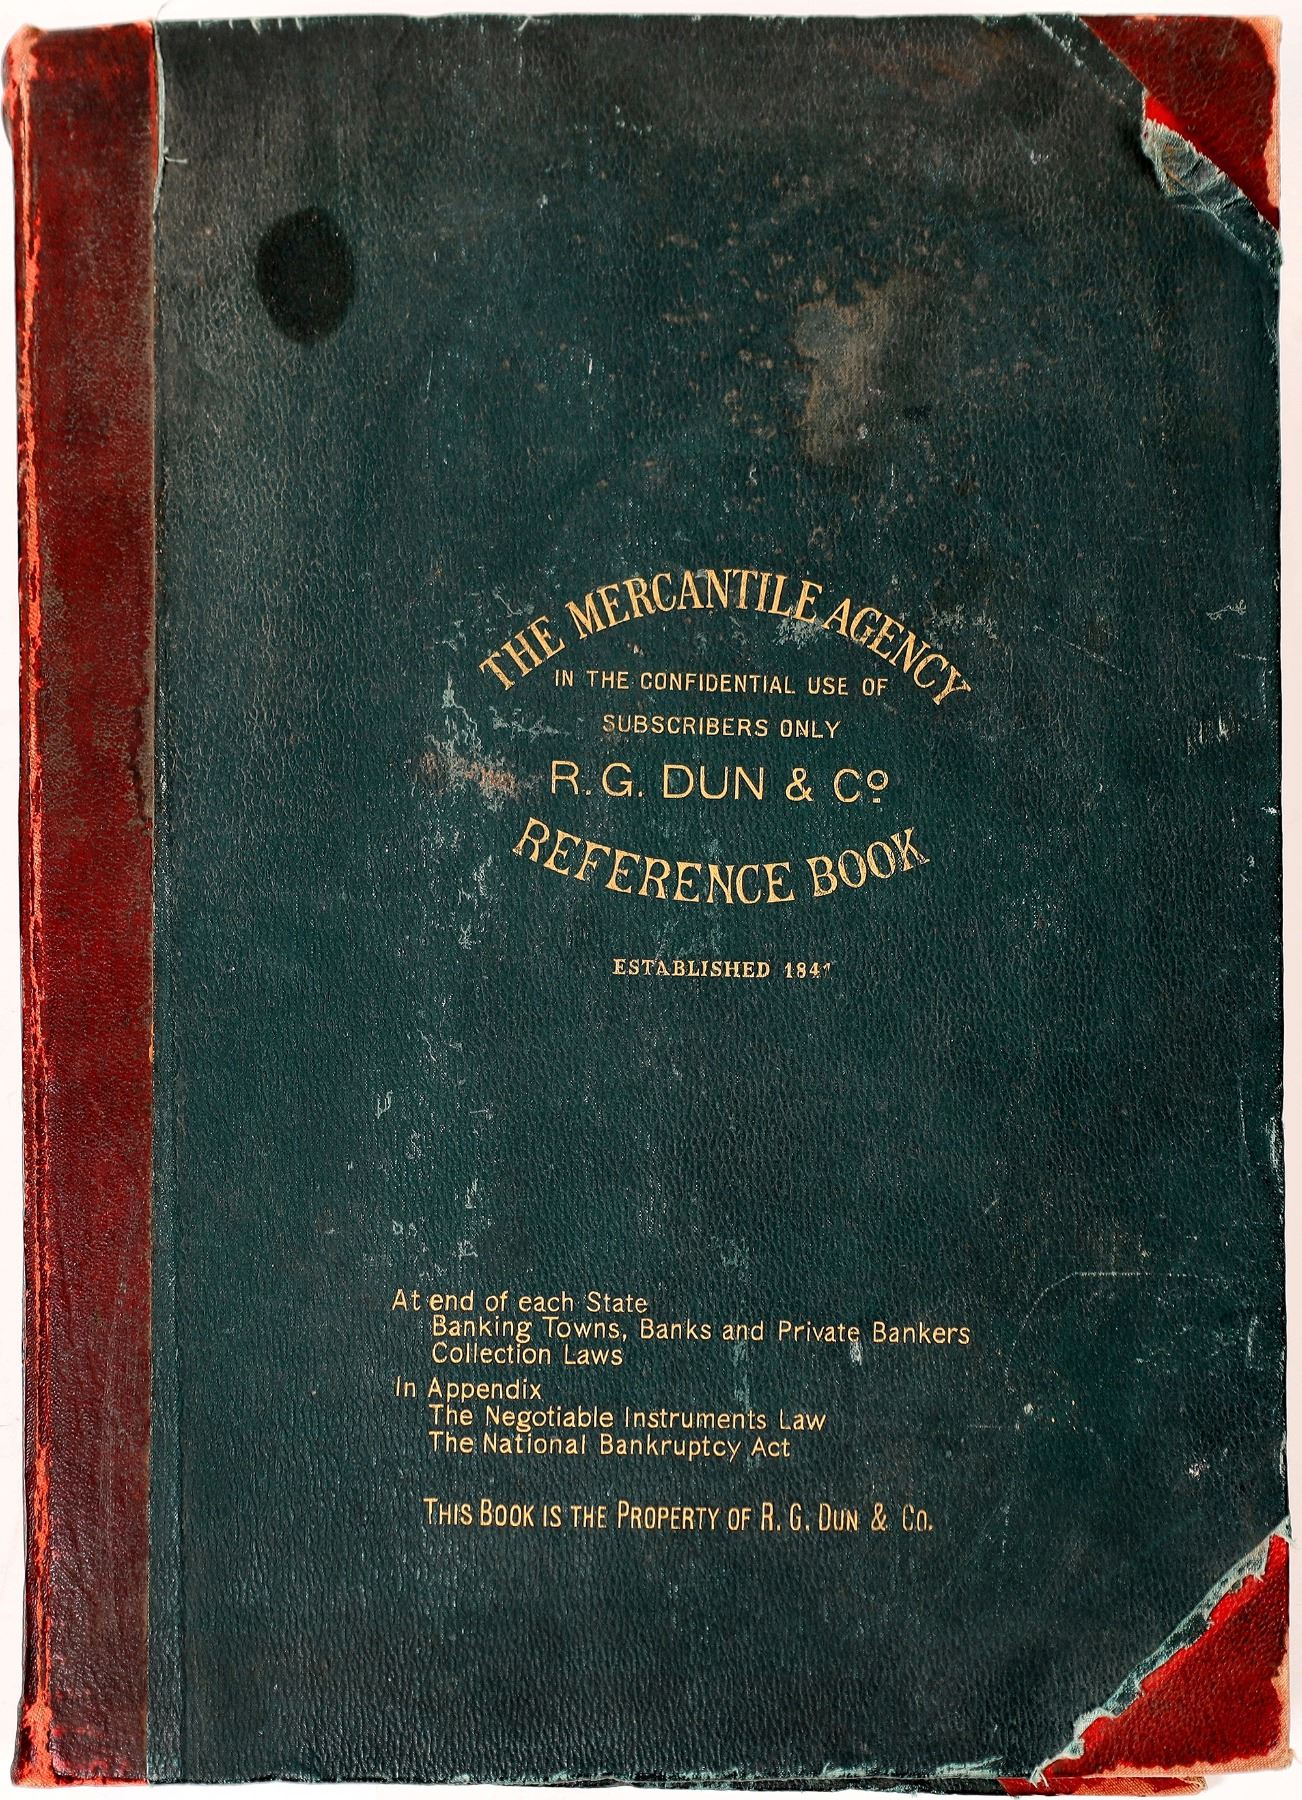 THE MERCANTILE AGENCY
IN THE CONFIDENTIAL USE OF
SUBSCRIBERS ONLY
R. G. DUN & Cº
REFERENCE BOOK
ESTABLISHED 1841
At end of each State
Banking Towns, Banks and Private Bankers
Collection Laws
In Appendix
The Negotiable Instruments Law
The National Bankruptcy Act
THIS BOOK IS THE PROPERTY OF R. G. DUN & CO.